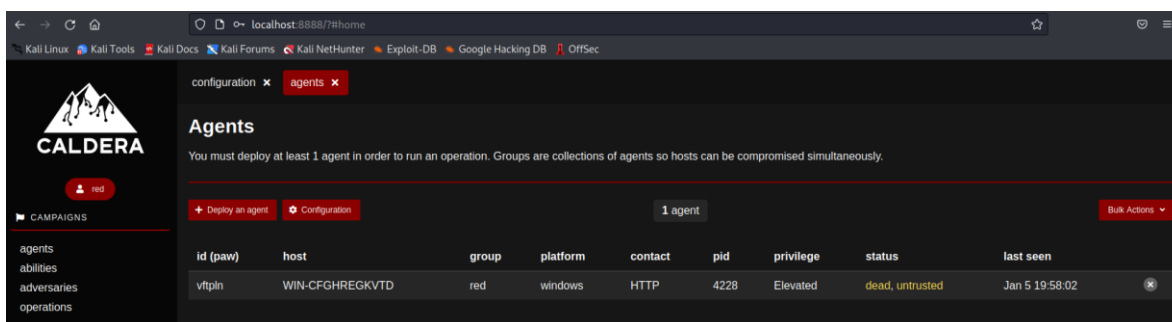 localhost:8888/?#home
Kali Linux Kali Tools Kali Docs Kali Forums Kali NetHunter Exploit-DB Google Hacking DB OffSec
configuration × agents ×
CALDERA
red
CAMPAIGNS
agents
abilities
adversaries
operations
Agents
You must deploy at least 1 agent in order to run an operation. Groups are collections of agents so hosts can be compromised simultaneously.
+ Deploy an agent Configuration 1 agent Bulk Actions
id (paw) host group platform contact pid privilege status last seen
vftpln WIN-CFGHREGKVTD red windows HTTP 4228 Elevated dead, untrusted Jan 5 19:58:02